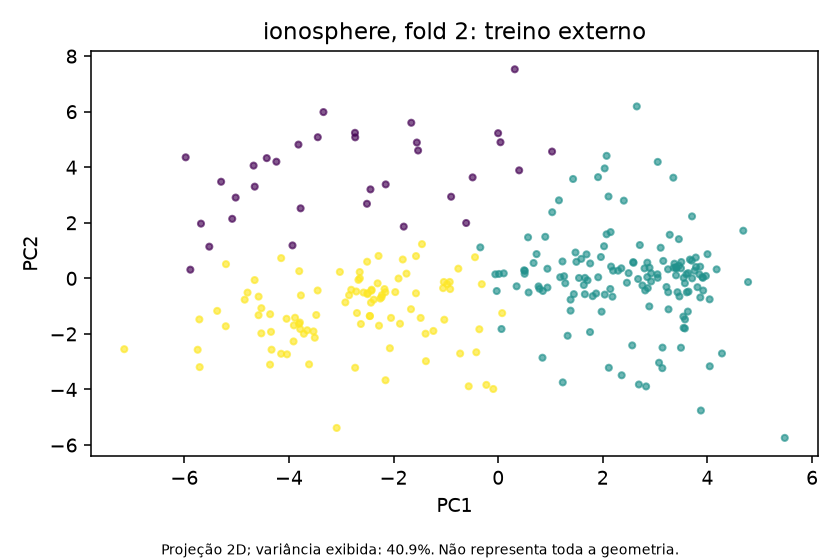 ionosphere, fold 2: treino externo
8
6
4
2
0
−2
−4
−6
PC2
−6 −4 −2 0 2 4 6
PC1
Projeção 2D; variância exibida: 40.9%. Não representa toda a geometria.